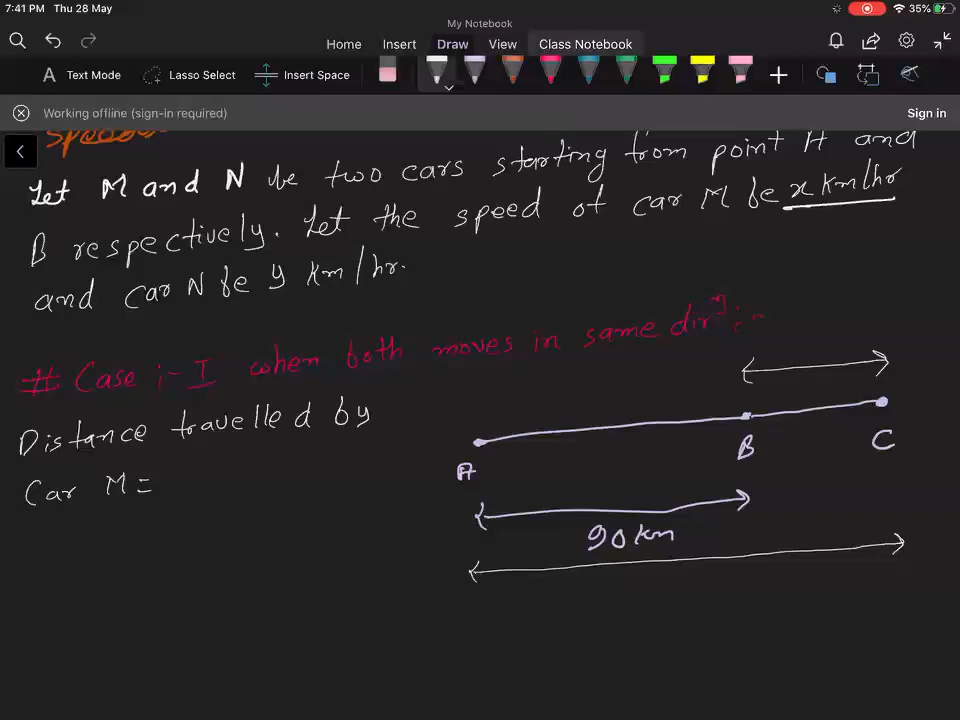 7:41 PM Thu 28 May
35%
My Notebook
Home Insert Draw View Class Notebook
A Text Mode Lasso Select Insert Space
Working offline (sign-in required) Sign in
Let M and N be two cars starting from point A and
B respectively. Let the speed of car M be x km/hr
and car N be y km/hr.
# Case :- I when both moves in same dirⁿ :-
Distance travelled by
Car M =
A B C
90 km